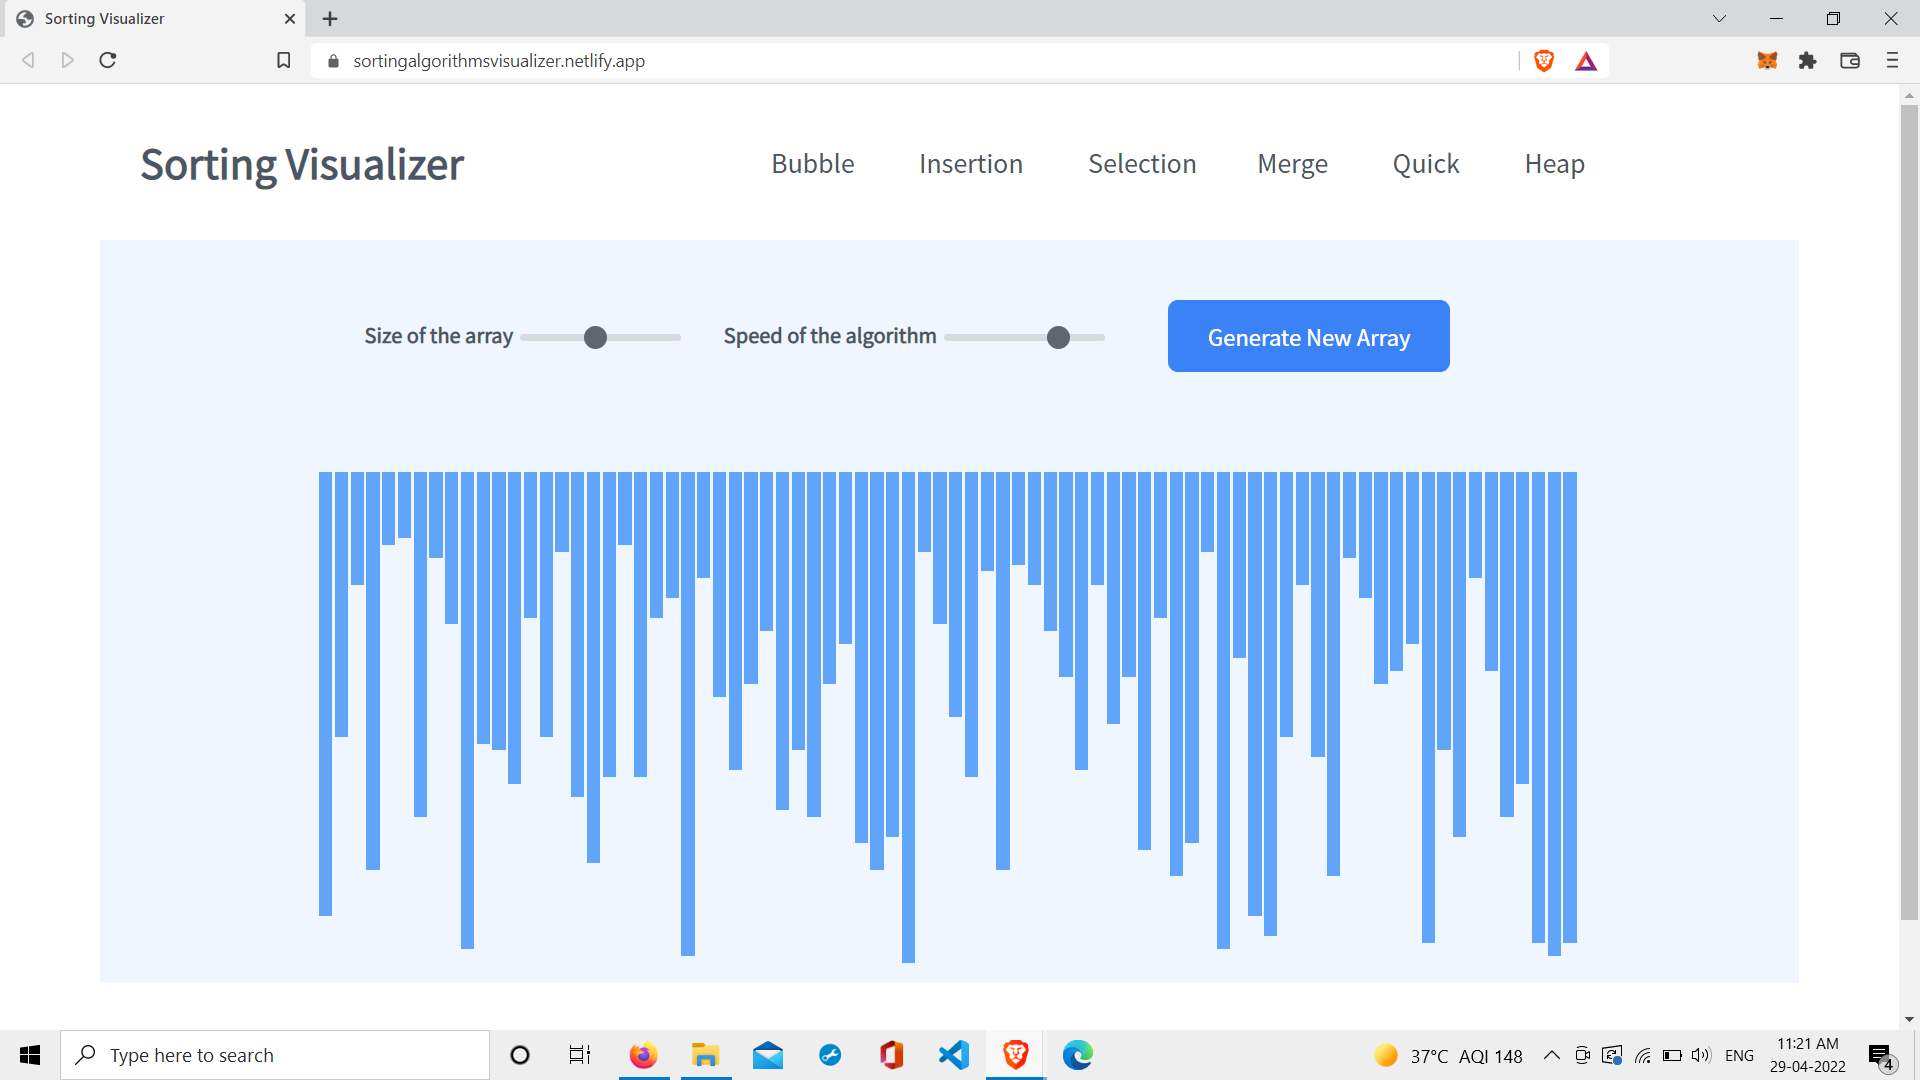 Sorting Visualizer
sortingalgorithmsvisualizer.netlify.app
Sorting Visualizer Bubble Insertion Selection Merge Quick Heap
Size of the array Speed of the algorithm Generate New Array
Type here to search
37°C AQI 148
ENG
11:21 AM
29-04-2022
4